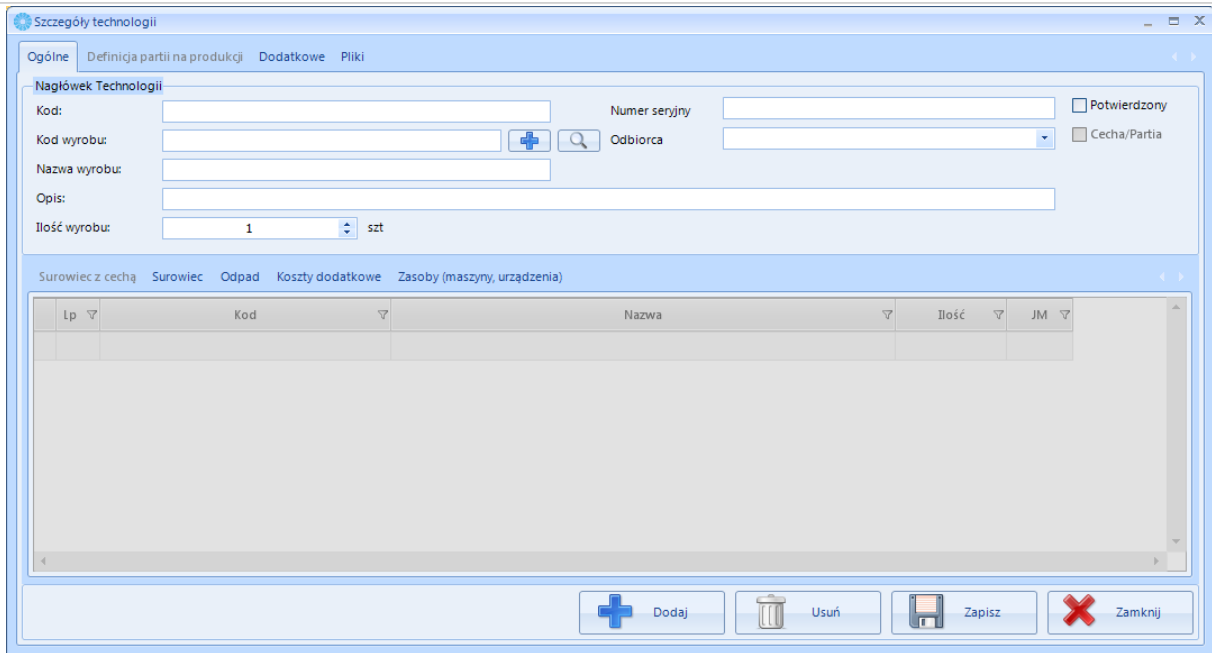 Szczegóły technologii
Ogólne Definicja partii na produkcji Dodatkowe Pliki
Nagłówek Technologii
Kod: Numer seryjny Potwierdzony
Kod wyrobu: Odbiorca Cecha/Partia
Nazwa wyrobu:
Opis:
Ilość wyrobu: 1 szt
Surowiec z cechą Surowiec Odpad Koszty dodatkowe Zasoby (maszyny, urządzenia)
Lp Kod Nazwa Ilość JM
Dodaj Usuń Zapisz Zamknij